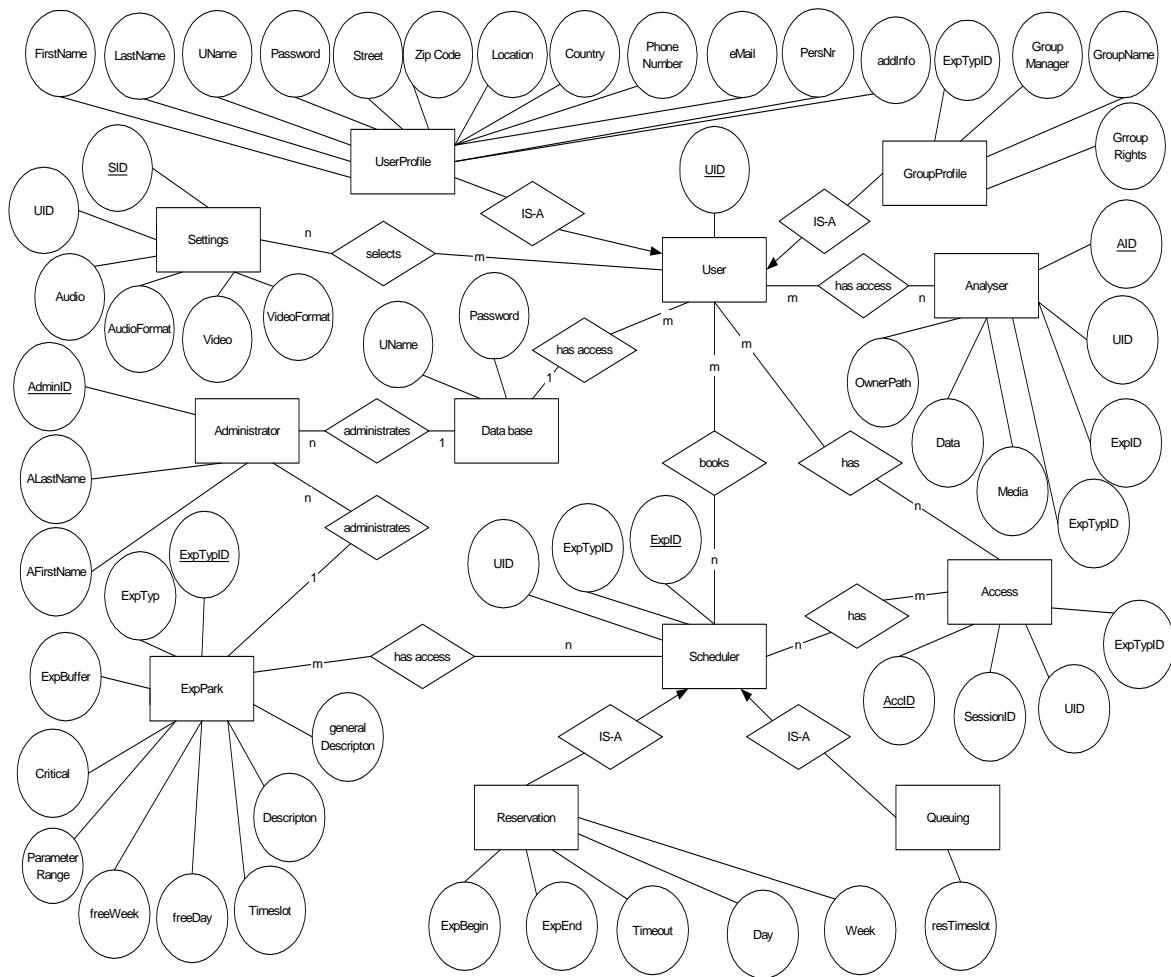 FirstName
LastName
UName
Password
Street
Zip Code
Location
Country
Phone
Number
eMail
PersNr
addInfo
ExpTypID
Group
Manager
GroupName
UserProfile
GroupProfile
Grroup
Rights
SID
UID
UID
IS-A
IS-A
Settings
n
selects
m
User
m
has access
n
Analyser
AID
UID
Audio
AudioFormat
Video
VideoFormat
UName
Password
has access
m
1
m
m
OwnerPath
Data
Media
ExpTypID
ExpID
AdminID
Administrator
n
administrates
1
Data base
ALastName
AFirstName
n
administrates
1
books
n
has
n
ExpTyp
ExpTypID
UID
ExpTypID
ExpID
Access
ExpTypID
UID
SessionID
AccID
has
m
n
Scheduler
ExpBuffer
ExpPark
m
has access
n
general
Descripton
Critical
Parameter
Range
freeWeek
freeDay
Timeslot
Descripton
IS-A
IS-A
Reservation
Queuing
ExpBegin
ExpEnd
Timeout
Day
Week
resTimeslot